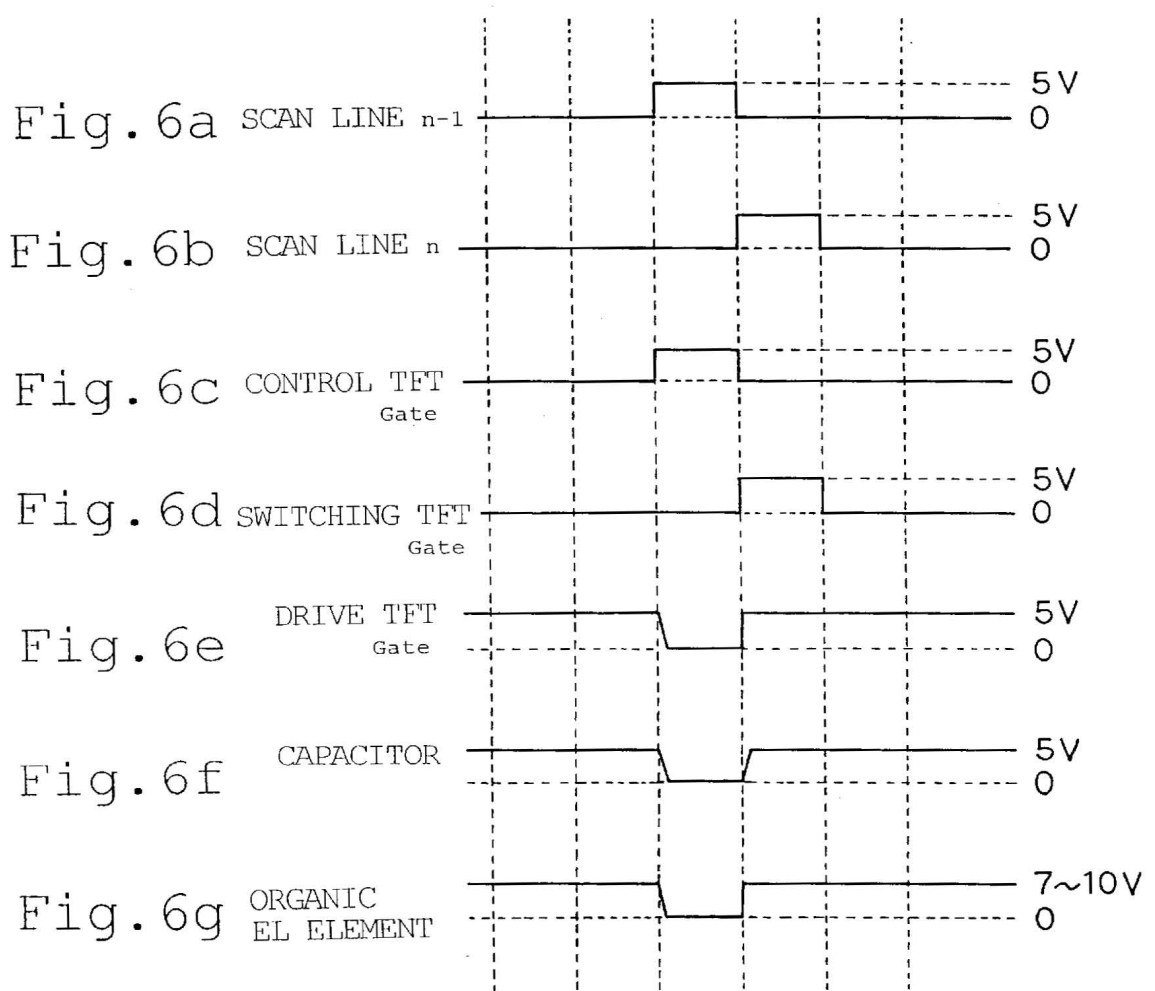 5V
Fig.6a SCAN LINE n-1
0
5V
Fig.6b SCAN LINE n
0
5V
Fig.6c CONTROL TFT
0
Gate
5V
Fig.6d SWITCHING TFT
0
Gate
DRIVE TFT
5V
Fig.6e
Gate
0
CAPACITOR
5V
Fig.6f
0
7~10V
Fig.6g ORGANIC
EL ELEMENT
0